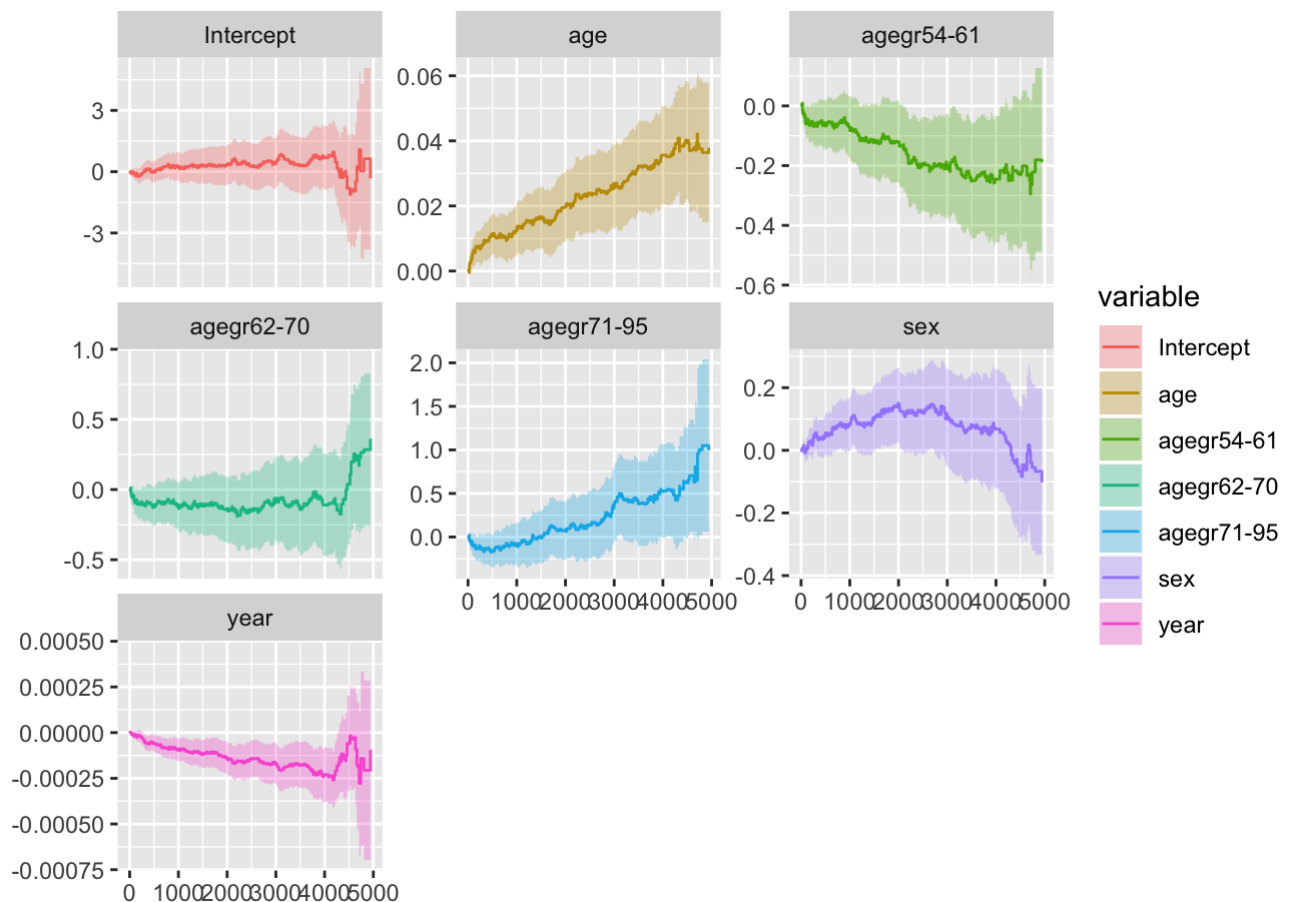 Intercept age agegr54-61
3
0
-3
0.06
0.04
0.02
0.00
0.0
-0.2
-0.4
-0.6
agegr62-70 agegr71-95 sex
1.0
0.5
0.0
-0.5
2.0
1.5
1.0
0.5
0.0
0.2
0.0
-0.2
-0.4
0 1000 2000 3000 4000 5000
0 1000 2000 3000 4000 5000
year
0.00050
0.00025
0.00000
-0.00025
-0.00050
-0.00075
0 1000 2000 3000 4000 5000
variable
Intercept
age
agegr54-61
agegr62-70
agegr71-95
sex
year